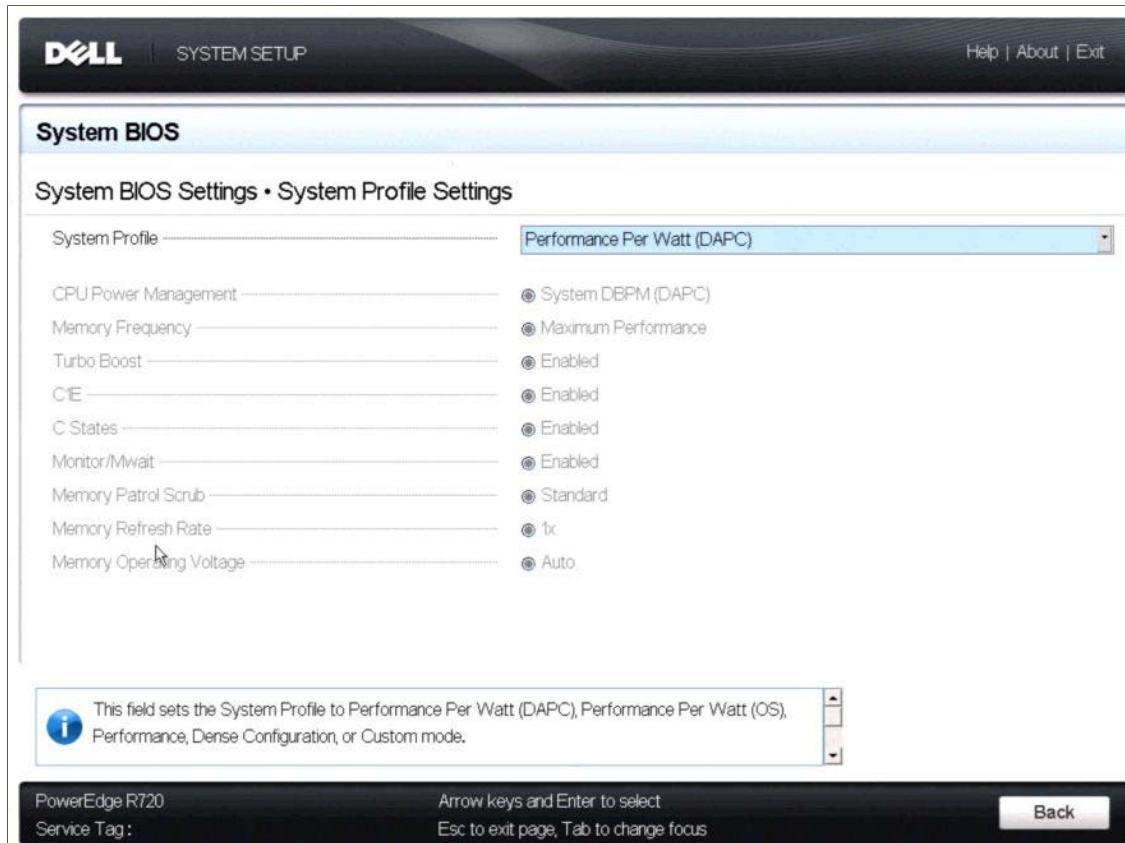 DELL SYSTEM SETUP Help | About | Exit
System BIOS
System BIOS Settings • System Profile Settings
System Profile Performance Per Watt (DAPC)
CPU Power Management System DBPM (DAPC)
Memory Frequency Maximum Performance
Turbo Boost Enabled
C1E Enabled
C States Enabled
Monitor/Mwait Enabled
Memory Patrol Scrub Standard
Memory Refresh Rate 1x
Memory Operating Voltage Auto
This field sets the System Profile to Performance Per Watt (DAPC), Performance Per Watt (OS),
Performance, Dense Configuration, or Custom mode.
PowerEdge R720 Arrow keys and Enter to select
Service Tag: Esc to exit page, Tab to change focus
Back